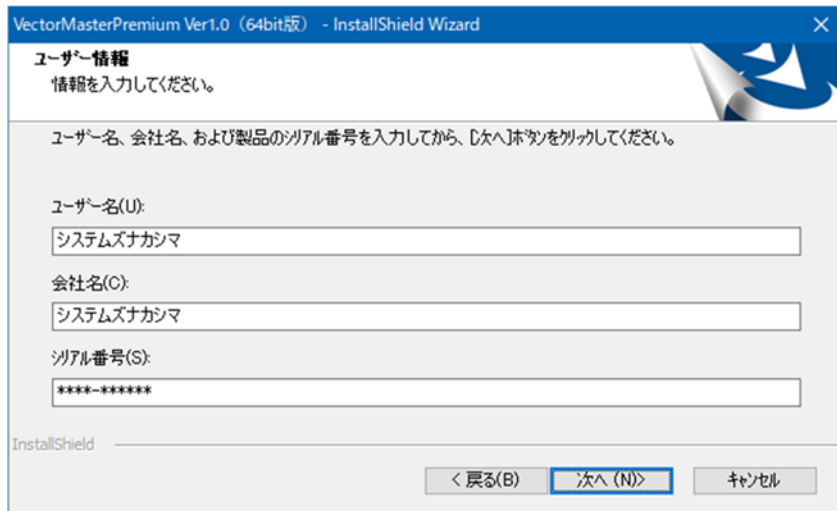 VectorMasterPremium Ver1.0（64bit版） - InstallShield Wizard
ユーザー情報
情報を入力してください。
ユーザー名、会社名、および製品のシリアル番号を入力してから、[次へ]ボタンをクリックしてください。
ユーザー名(U):
システムズナカシマ
会社名(C):
システムズナカシマ
シリアル番号(S):
****-******
InstallShield
< 戻る(B)
次へ (N)>
キャンセル